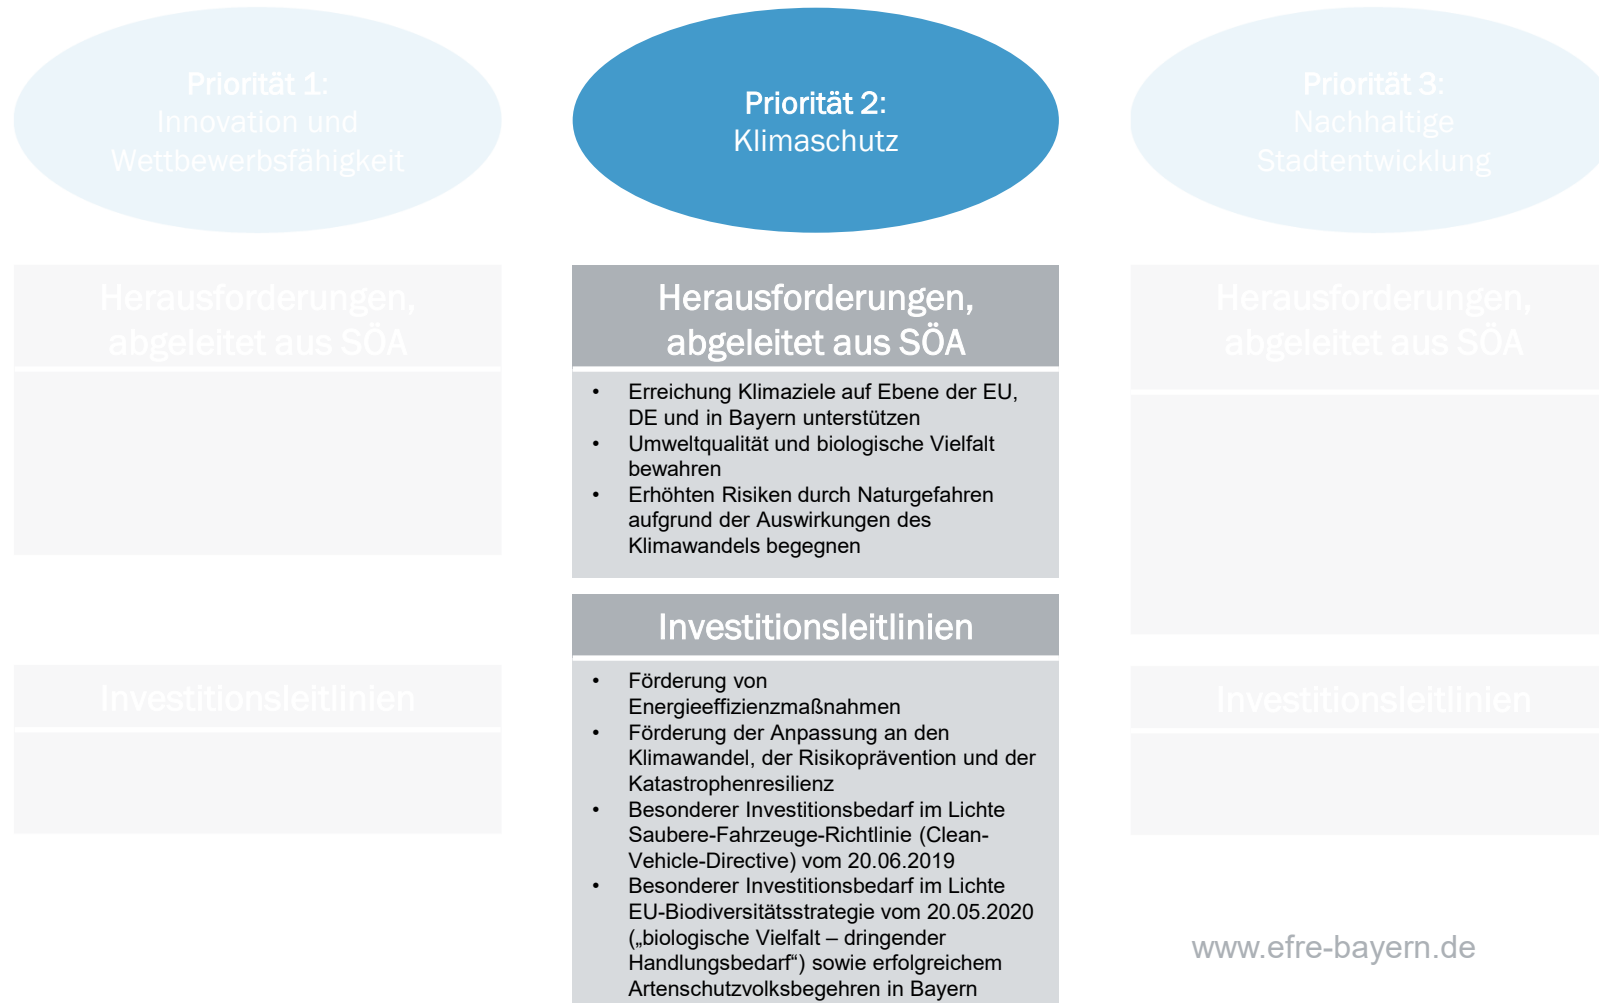 Priorität 1:
Innovation und
Wettbewerbsfähigkeit
Herausforderungen,
abgeleitet aus SÖA
Investitionsleitlinien
Priorität 2:
Klimaschutz
Herausforderungen,
abgeleitet aus SÖA
• Erreichung Klimaziele auf Ebene der EU,
DE und in Bayern unterstützen
• Umweltqualität und biologische Vielfalt
bewahren
• Erhöhten Risiken durch Naturgefahren
aufgrund der Auswirkungen des
Klimawandels begegnen
Investitionsleitlinien
• Förderung von
Energieeffizienzmaßnahmen
• Förderung der Anpassung an den
Klimawandel, der Risikoprävention und der
Katastrophenresilienz
• Besonderer Investitionsbedarf im Lichte
Saubere-Fahrzeuge-Richtlinie (Clean-
Vehicle-Directive) vom 20.06.2019
• Besonderer Investitionsbedarf im Lichte
EU-Biodiversitätsstrategie vom 20.05.2020
(„biologische Vielfalt – dringender
Handlungsbedarf“) sowie erfolgreichem
Artenschutzvolksbegehren in Bayern
Priorität 3:
Nachhaltige
Stadtentwicklung
Herausforderungen,
abgeleitet aus SÖA
Investitionsleitlinien
www.efre-bayern.de